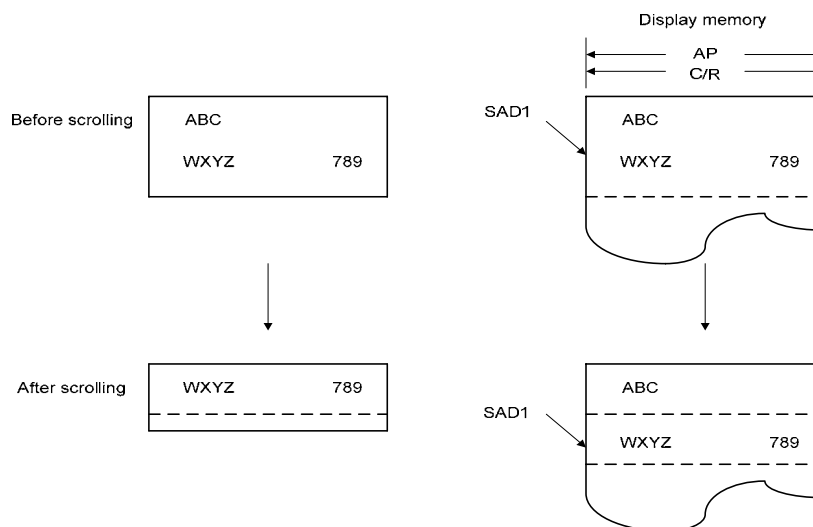 Display memory
AP
C/R
Before scrolling
ABC
WXYZ 789
SAD1
ABC
WXYZ 789
After scrolling
WXYZ 789
SAD1
ABC
WXYZ 789